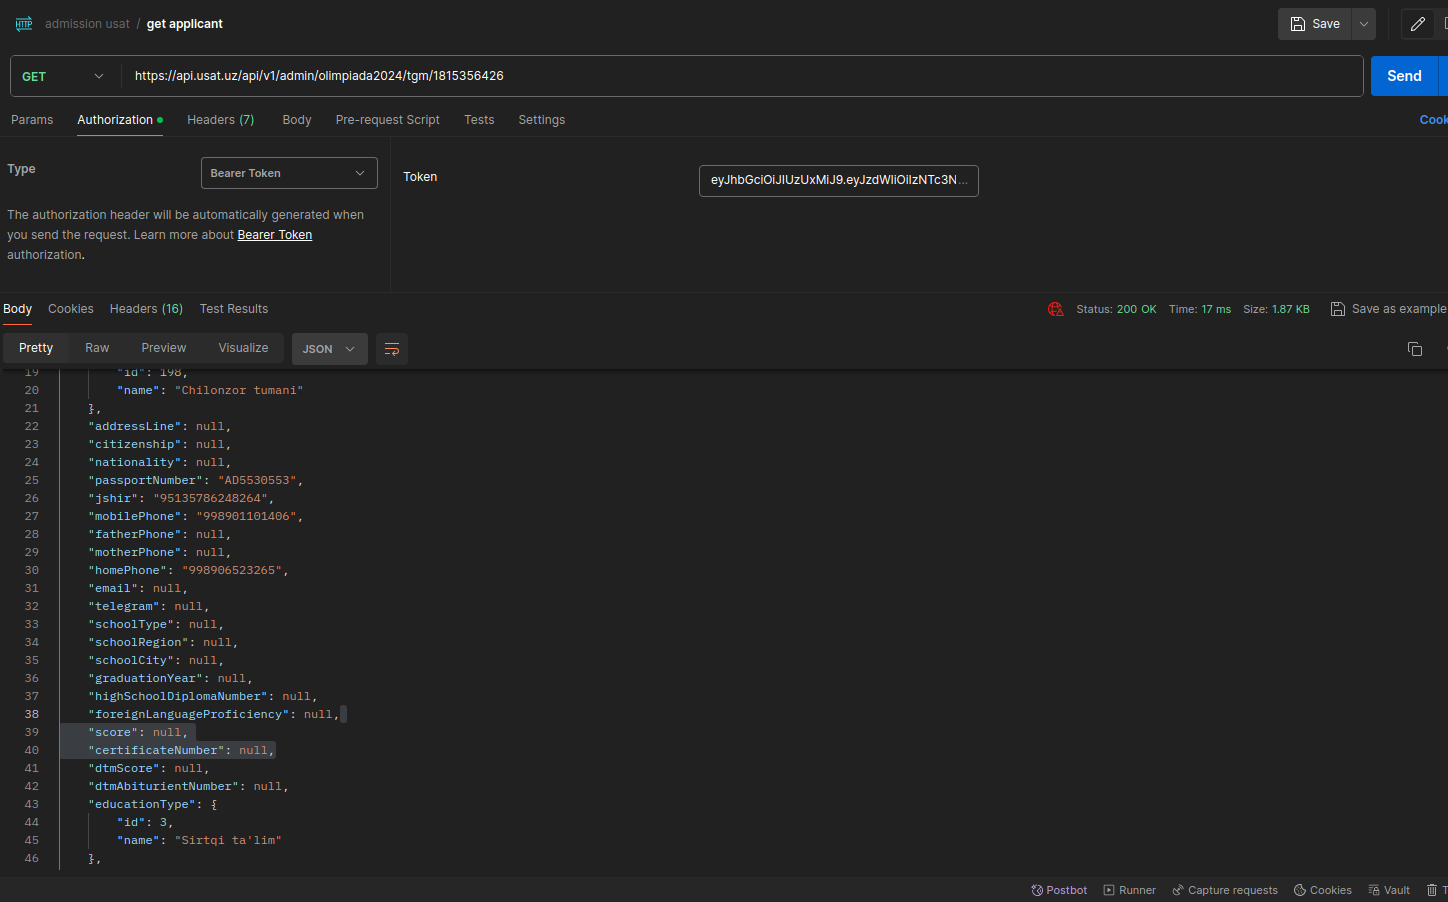 admission usat / get applicant
Save
GET
https://api.usat.uz/api/v1/admin/olimpiada2024/tgm/1815356426
Send
Params Authorization Headers (7) Body Pre-request Script Tests Settings
Cook
Type
Bearer Token
The authorization header will be automatically generated when
you send the request. Learn more about Bearer Token
authorization.
Token
eyJhbGciOiJIUzUxMiJ9.eyJzdWIiOiIzNTc3N...
Body Cookies Headers (16) Test Results
Status: 200 OK Time: 17 ms Size: 1.87 KB
Save as example
Pretty Raw Preview Visualize JSON
19 "id": 198,
20 "name": "Chilonzor tumani"
21 },
22 "addressLine": null,
23 "citizenship": null,
24 "nationality": null,
25 "passportNumber": "AD5530553",
26 "jshir": "95135786248264",
27 "mobilePhone": "998901101406",
28 "fatherPhone": null,
29 "motherPhone": null,
30 "homePhone": "998906523265",
31 "email": null,
32 "telegram": null,
33 "schoolType": null,
34 "schoolRegion": null,
35 "schoolCity": null,
36 "graduationYear": null,
37 "highSchoolDiplomaNumber": null,
38 "foreignLanguageProficiency": null,
39 "score": null,
40 "certificateNumber": null,
41 "dtmScore": null,
42 "dtmAbiturientNumber": null,
43 "educationType": {
44 "id": 3,
45 "name": "Sirtqi ta'lim"
46 },
Postbot Runner Capture requests Cookies Vault T